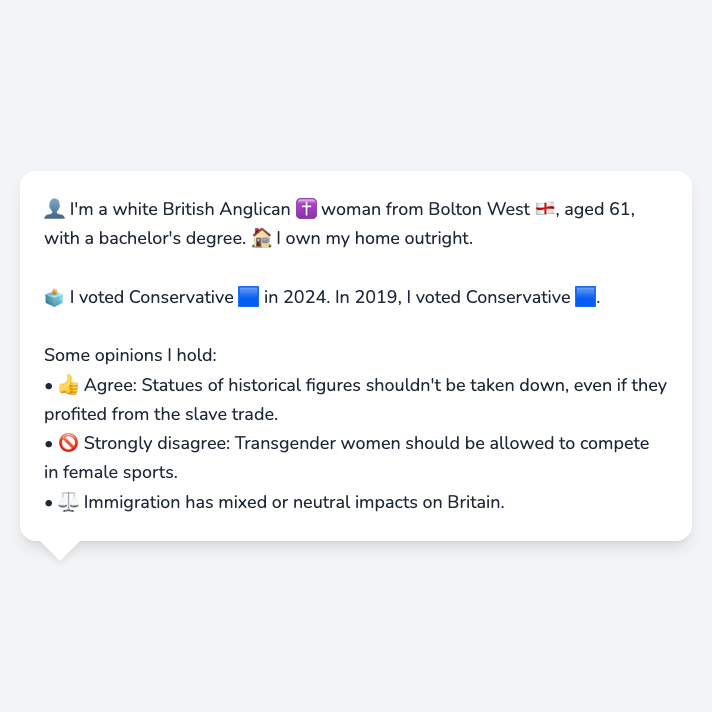 👤 I'm a white British Anglican ✝️ woman from Bolton West 🏴󠁧󠁢󠁥󠁮󠁧󠁿, aged 61,
with a bachelor's degree. 🏠 I own my home outright.
🗳️ I voted Conservative 🟦 in 2024. In 2019, I voted Conservative 🟦.
Some opinions I hold:
• 👍 Agree: Statues of historical figures shouldn't be taken down, even if they
profited from the slave trade.
• 🚫 Strongly disagree: Transgender women should be allowed to compete
in female sports.
• ⚖️ Immigration has mixed or neutral impacts on Britain.